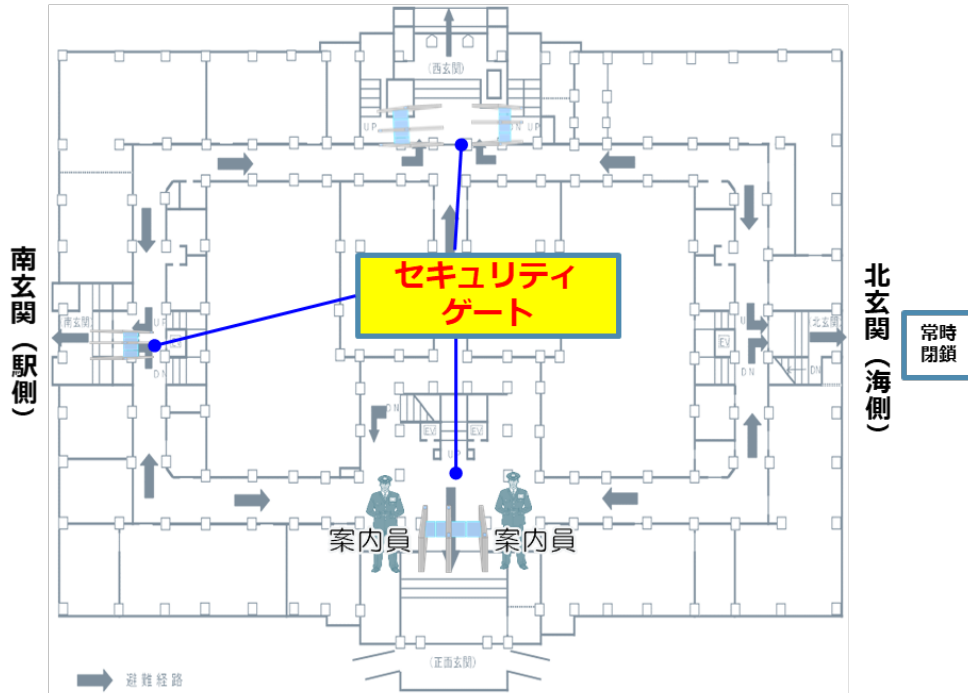 (西玄関)
UP
DN
UP
セキュリティ
ゲート
南玄関（駅側）
(南玄関)
UP
EV
DN
北玄関（海側）
(北玄関)
U
EV
DN
DN
常時
閉鎖
DN
EV
EV
UP
案内員
案内員
(正面玄関)
避難経路